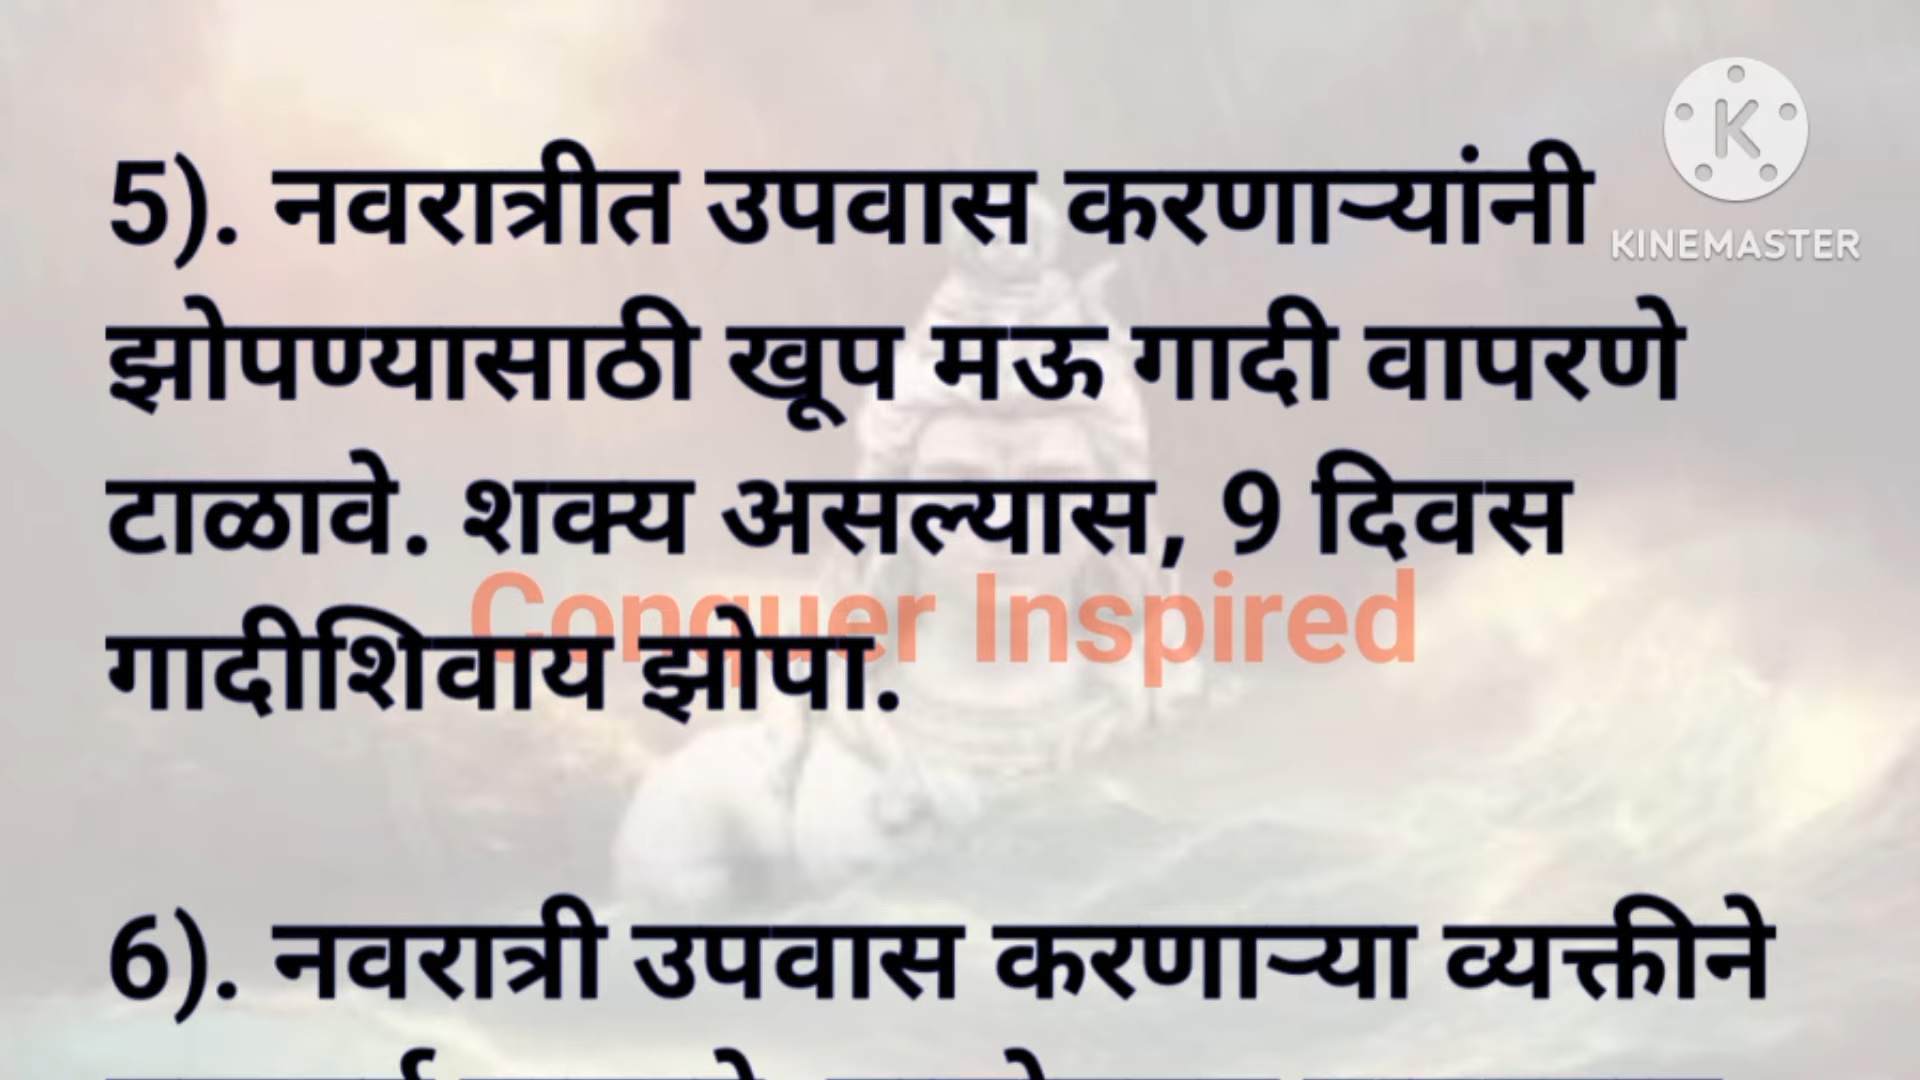 5). नवरात्रीत उपवास करणाऱ्यांनी
झोपण्यासाठी खूप मऊ गादी वापरणे
टाळावे. शक्य असल्यास, 9 दिवस
गादीशिवाय झोपा.
6). नवरात्री उपवास करणाऱ्या व्यक्तीने
Conquer Inspired
K
KINEMASTER